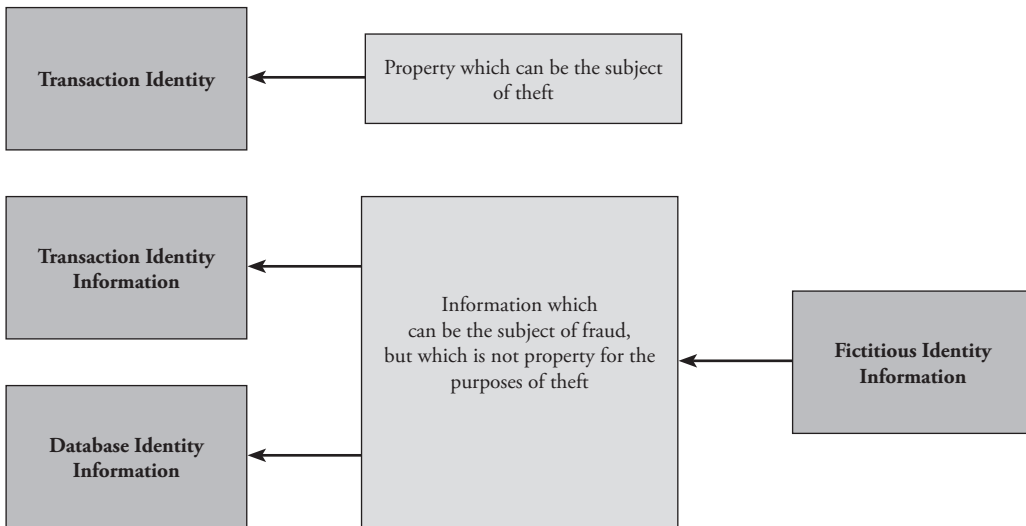 Transaction Identity
Property which can be the subject
of theft
Transaction Identity
Information
Information which
can be the subject of fraud,
but which is not property for the
purposes of theft
Fictitious Identity
Information
Database Identity
Information